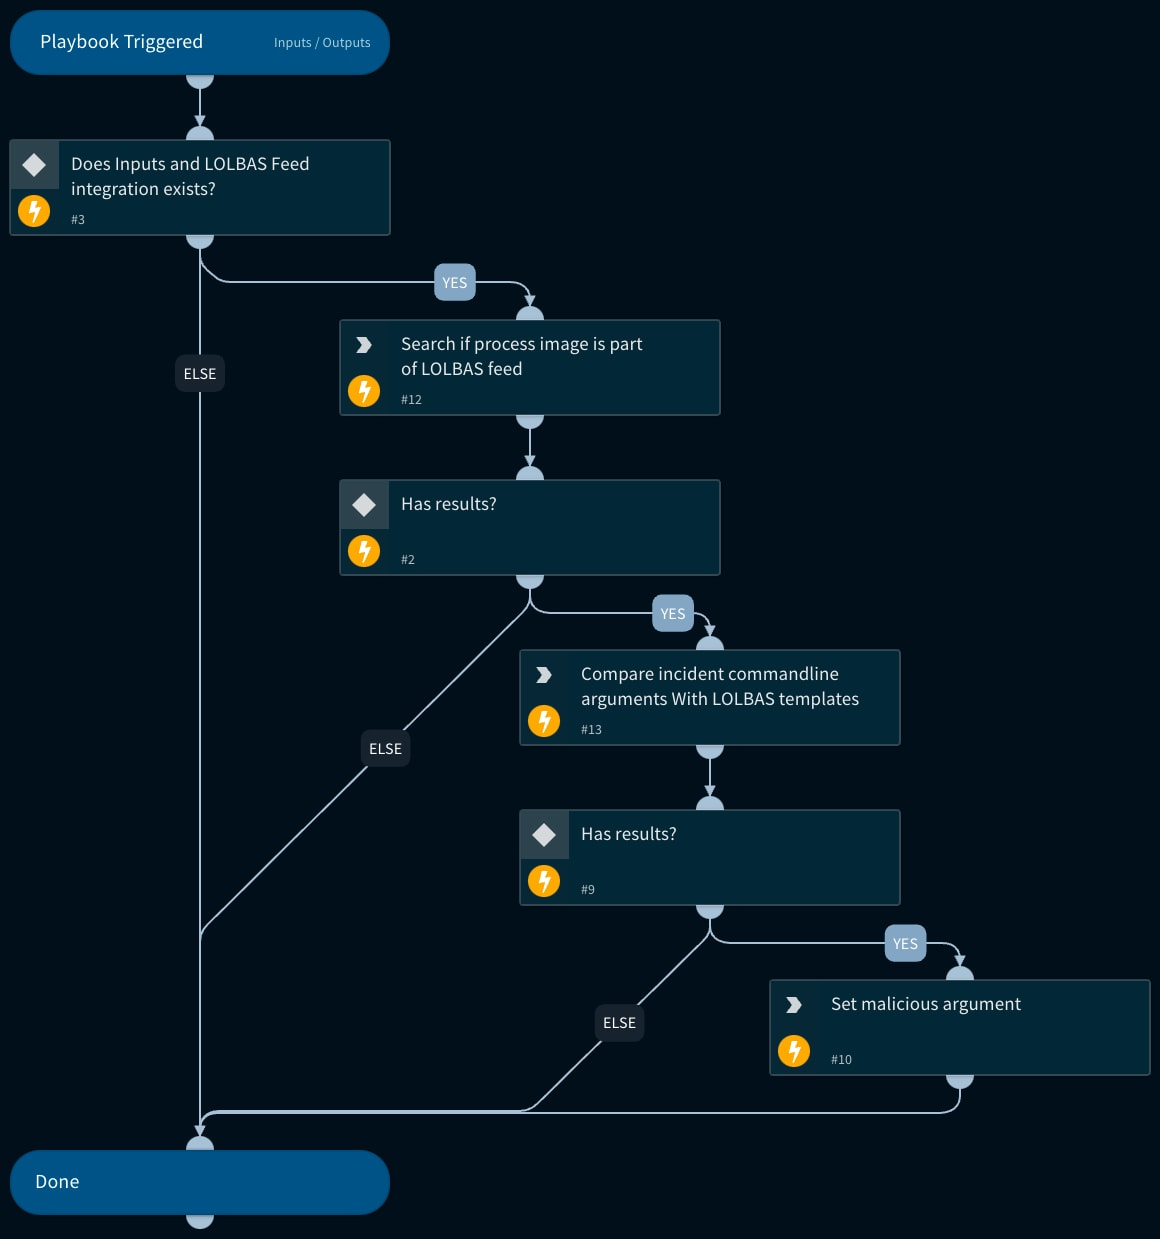 Playbook Triggered
Inputs / Outputs
Does Inputs and LOLBAS Feed
integration exists?
#3
YES
ELSE
Search if process image is part
of LOLBAS feed
#12
Has results?
#2
YES
ELSE
Compare incident commandline
arguments With LOLBAS templates
#13
Has results?
#9
YES
ELSE
Set malicious argument
#10
Done